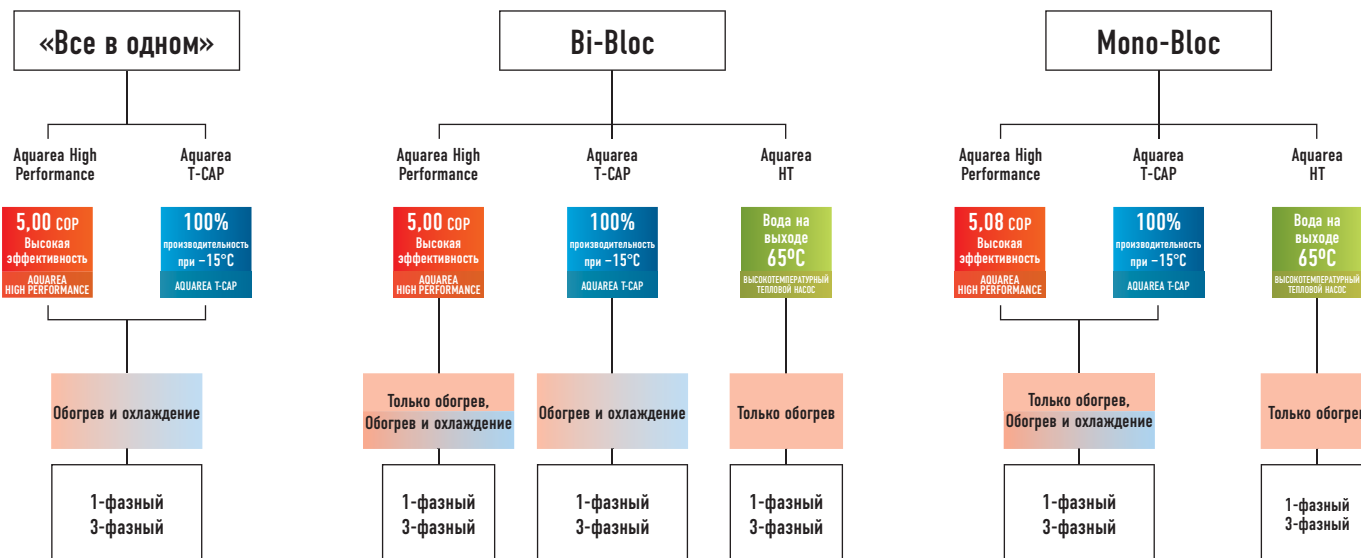 «Все в одном»
Aquarea High
Performance
Aquarea
T-CAP
5,00 COP
Высокая
эффективность
AQUAREA
HIGH PERFORMANCE
100%
производительность
при −15°C
AQUAREA T-CAP
Обогрев и охлаждение
1-фазный
3-фазный
Bi-Bloc
Aquarea High
Performance
Aquarea
T-CAP
Aquarea
HT
5,00 COP
Высокая
эффективность
AQUAREA
HIGH PERFORMANCE
100%
производительность
при −15°C
AQUAREA T-CAP
Вода на
выходе
65ºC
ВЫСОКОТЕМПЕРАТУРНЫЙ
ТЕПЛОВОЙ НАСОС
Только обогрев,
Обогрев и охлаждение
Обогрев и охлаждение
Только обогрев
1-фазный
3-фазный
1-фазный
3-фазный
1-фазный
3-фазный
Mono-Bloc
Aquarea High
Performance
Aquarea
T-CAP
Aquarea
HT
5,08 COP
Высокая
эффективность
AQUAREA
HIGH PERFORMANCE
100%
производительность
при −15°C
AQUAREA T-CAP
Вода на
выходе
65ºC
ВЫСОКОТЕМПЕРАТУРНЫЙ
ТЕПЛОВОЙ НАСОС
Только обогрев,
Обогрев и охлаждение
Только обогрев
1-фазный
3-фазный
1-фазный
3-фазный